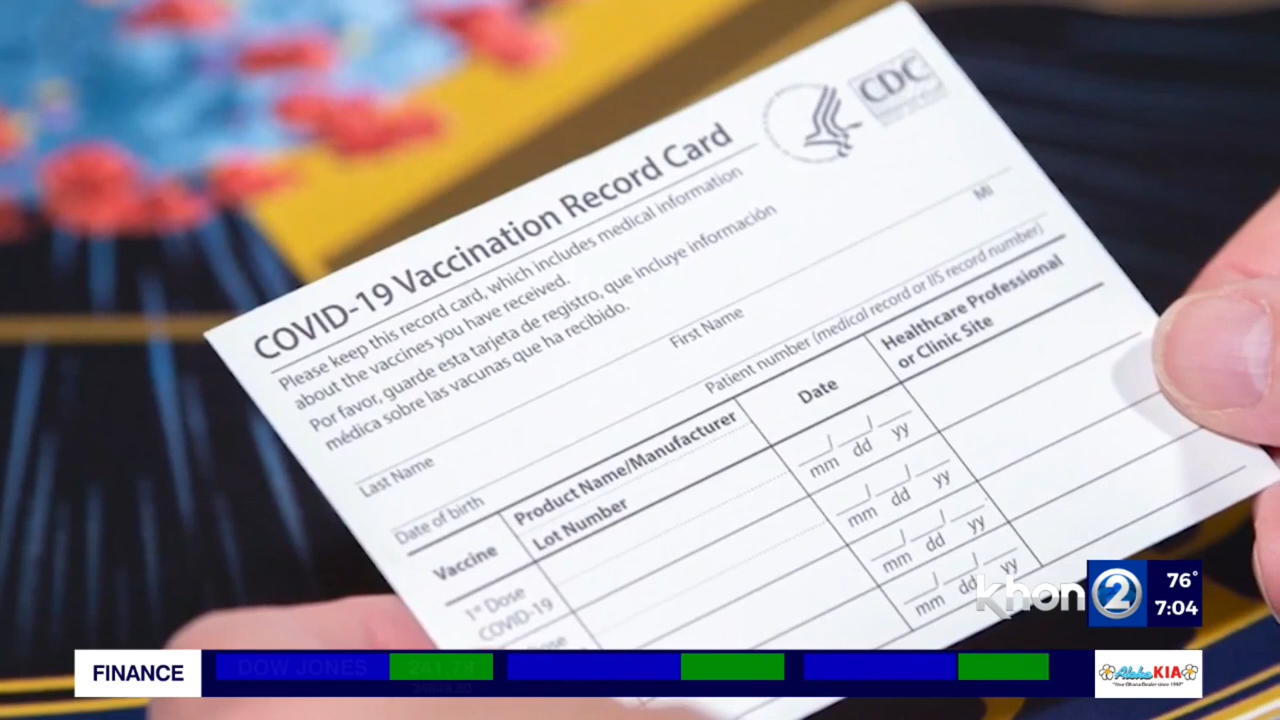 CDC
COVID-19 Vaccination Record Card
Please keep this record card, which includes medical information
about the vaccines you have received.
Por favor, guarde esta tarjeta de registro, que incluye información
médica sobre las vacunas que ha recibido.
Last Name
First Name
MI
Date of birth
Patient number (medical record or IIS record number)
Vaccine
Product Name/Manufacturer
Lot Number
Date
Healthcare Professional
or Clinic Site
1st Dose
COVID-19
mm dd yy
mm dd yy
mm dd yy
mm dd yy
Dose
khon 2
76°
7:04
FINANCE
DOW JONES
Aloha KIA